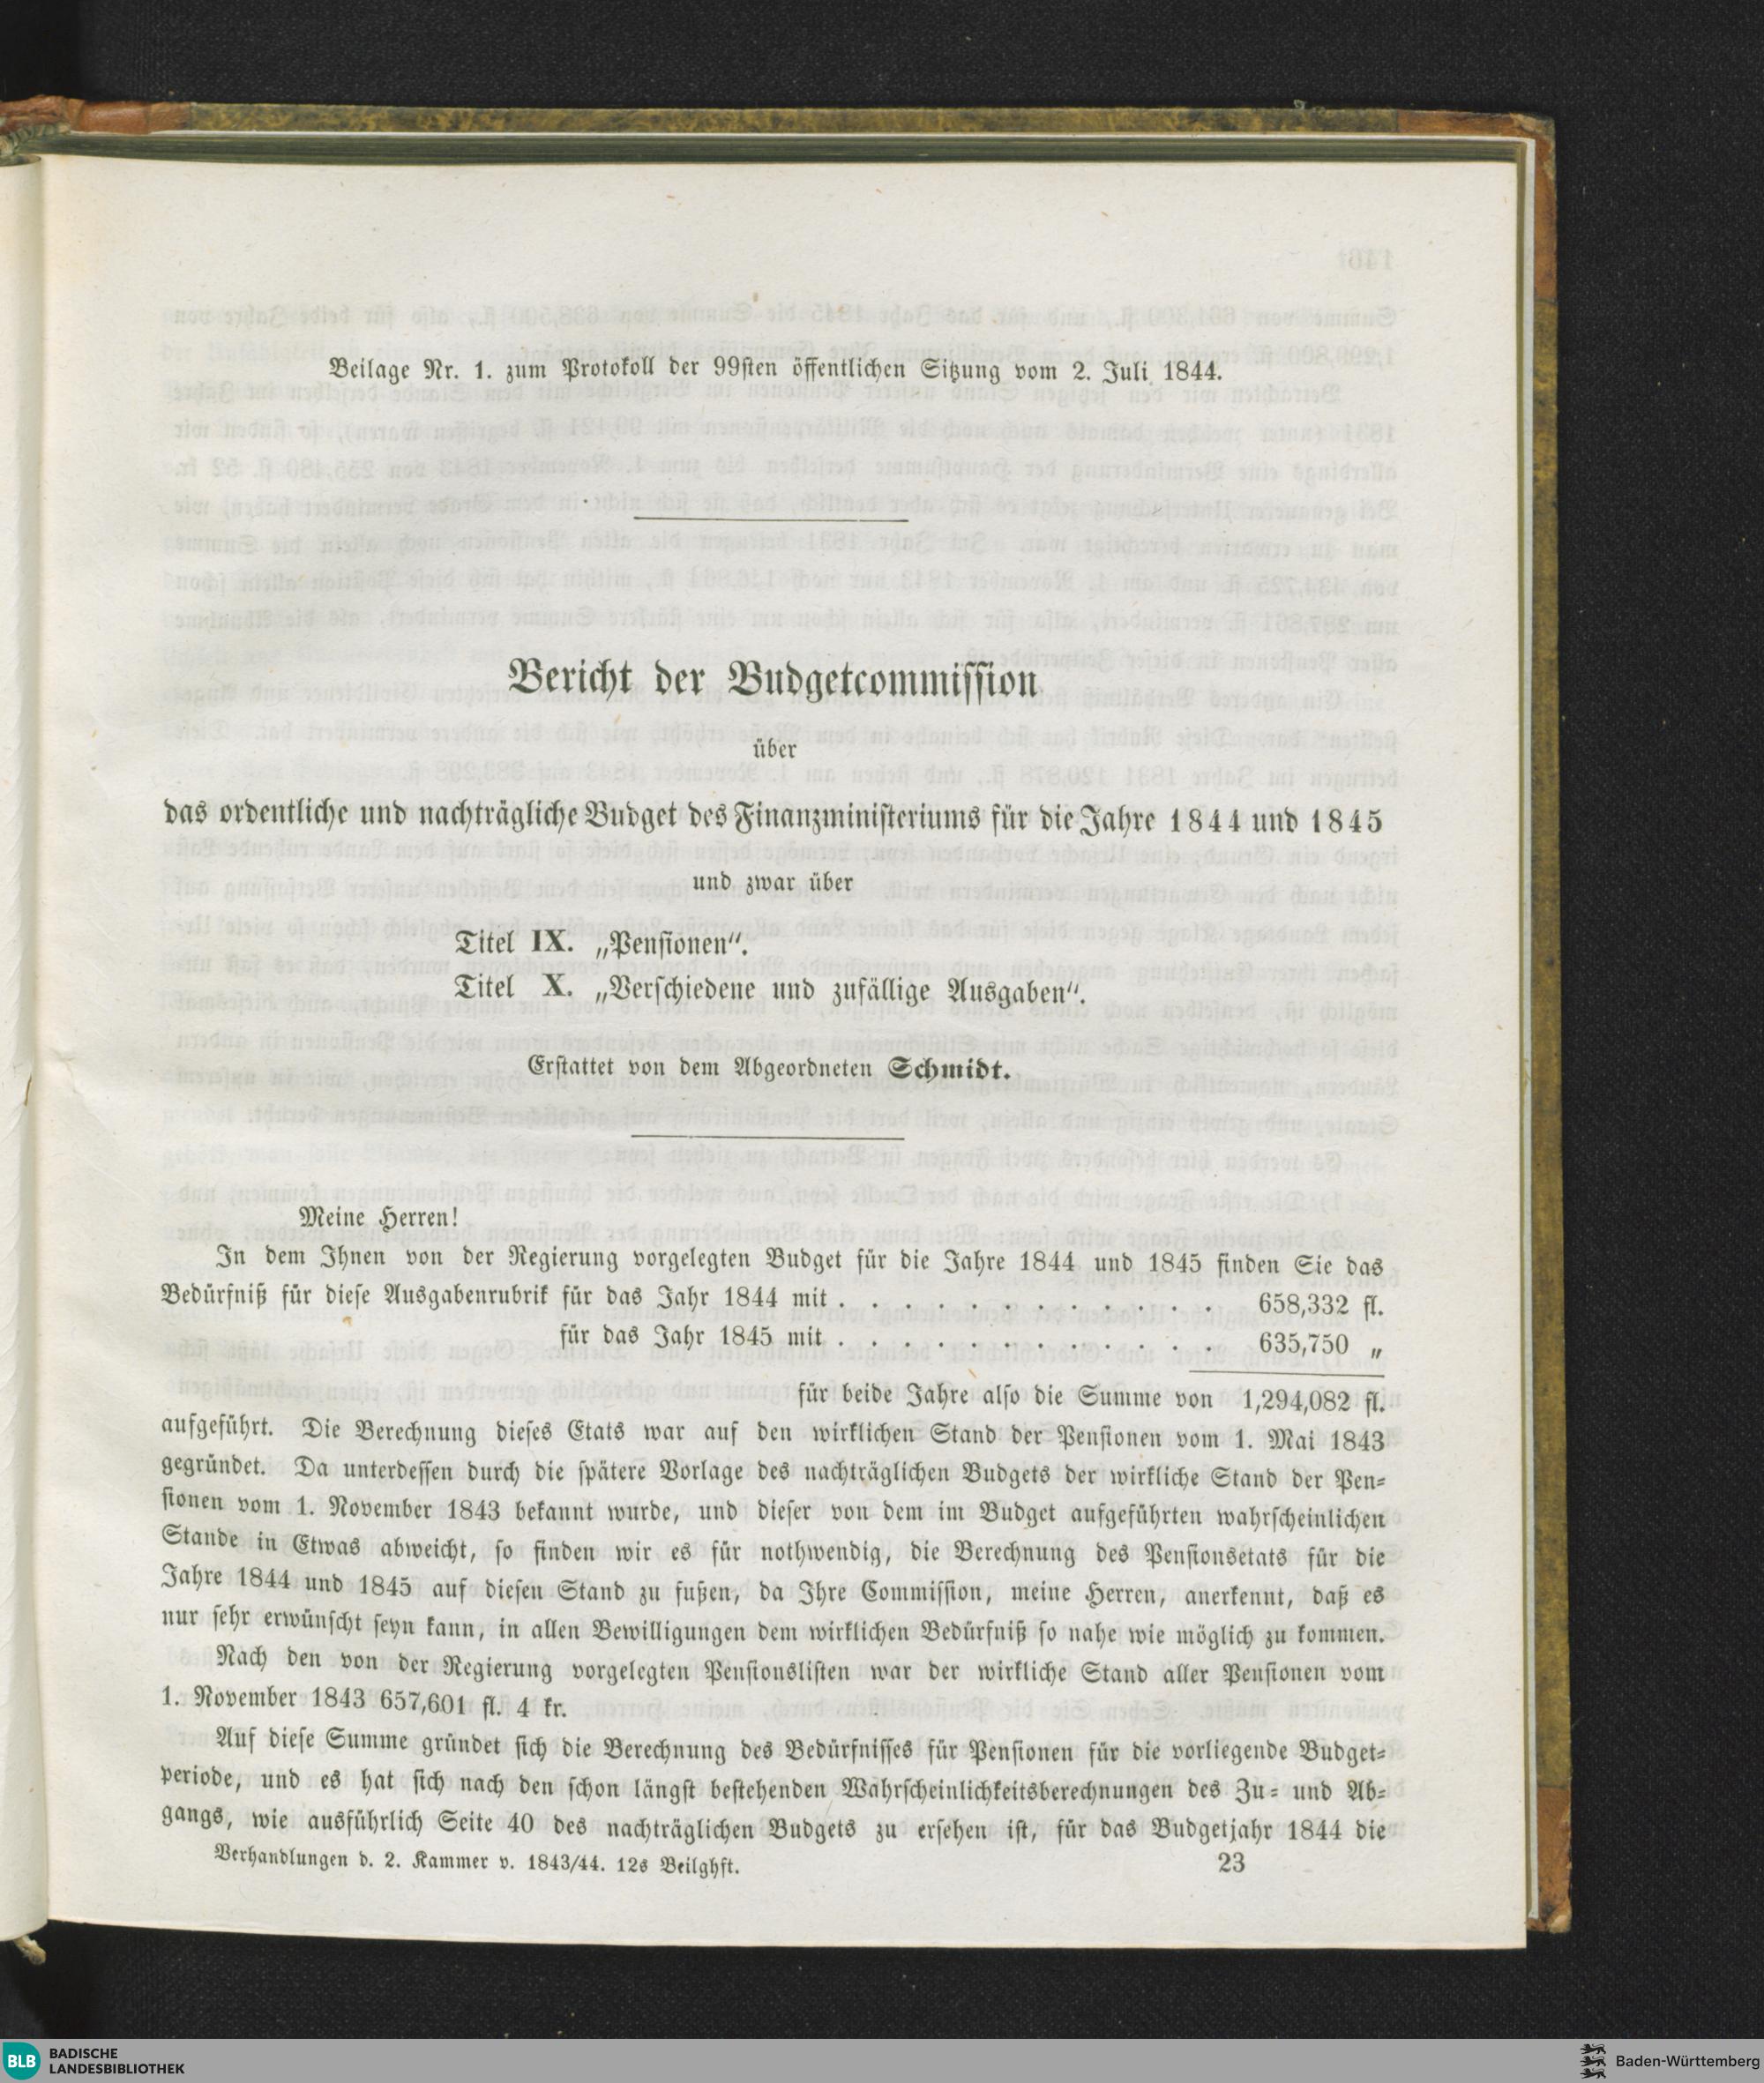 Beilage Nr. 1. zum Protokoll der 99sten öffentlichen Sitzung vom 2. Juli 1844.
Bericht der Budgetcommission
über
das ordentliche und nachträgliche Budget des Finanzministeriums für die Jahre 1844 und 1845
und zwar über
Titel IX. „Pensionen“.
Titel X. „Verschiedene und zufällige Ausgaben“.
Erstattet von dem Abgeordneten Schmidt.
Meine Herren!
In dem Ihnen von der Regierung vorgelegten Budget für die Jahre 1844 und 1845 finden Sie das
Bedürfniß für diese Ausgabenrubrik für das Jahr 1844 mit . . . . . . . . . . . . 658,332 fl.
für das Jahr 1845 mit . . . . . . . . . . . . 635,750 „
für beide Jahre also die Summe von 1,294,082 fl.
aufgeführt. Die Berechnung dieses Etats war auf den wirklichen Stand der Pensionen vom 1. Mai 1843
gegründet. Da unterdessen durch die spätere Vorlage des nachträglichen Budgets der wirkliche Stand der Pen-
sionen vom 1. November 1843 bekannt wurde, und dieser von dem im Budget aufgeführten wahrscheinlichen
Stande in Etwas abweicht, so finden wir es für nothwendig, die Berechnung des Pensionsetats für die
Jahre 1844 und 1845 auf diesen Stand zu fußen, da Ihre Commission, meine Herren, anerkennt, daß es
nur sehr erwünscht seyn kann, in allen Bewilligungen dem wirklichen Bedürfniß so nahe wie möglich zu kommen.
Nach den von der Regierung vorgelegten Pensionslisten war der wirkliche Stand aller Pensionen vom
1. November 1843 657,601 fl. 4 kr.
Auf diese Summe gründet sich die Berechnung des Bedürfnisses für Pensionen für die vorliegende Budget-
periode, und es hat sich nach den schon längst bestehenden Wahrscheinlichkeitsberechnungen des Zu- und Ab-
gangs, wie ausführlich Seite 40 des nachträglichen Budgets zu ersehen ist, für das Budgetjahr 1844 die
Verhandlungen d. 2. Kammer v. 1843/44. 12s Beilghft. 23
BLB BADISCHE
LANDESBIBLIOTHEK
Baden-Württemberg